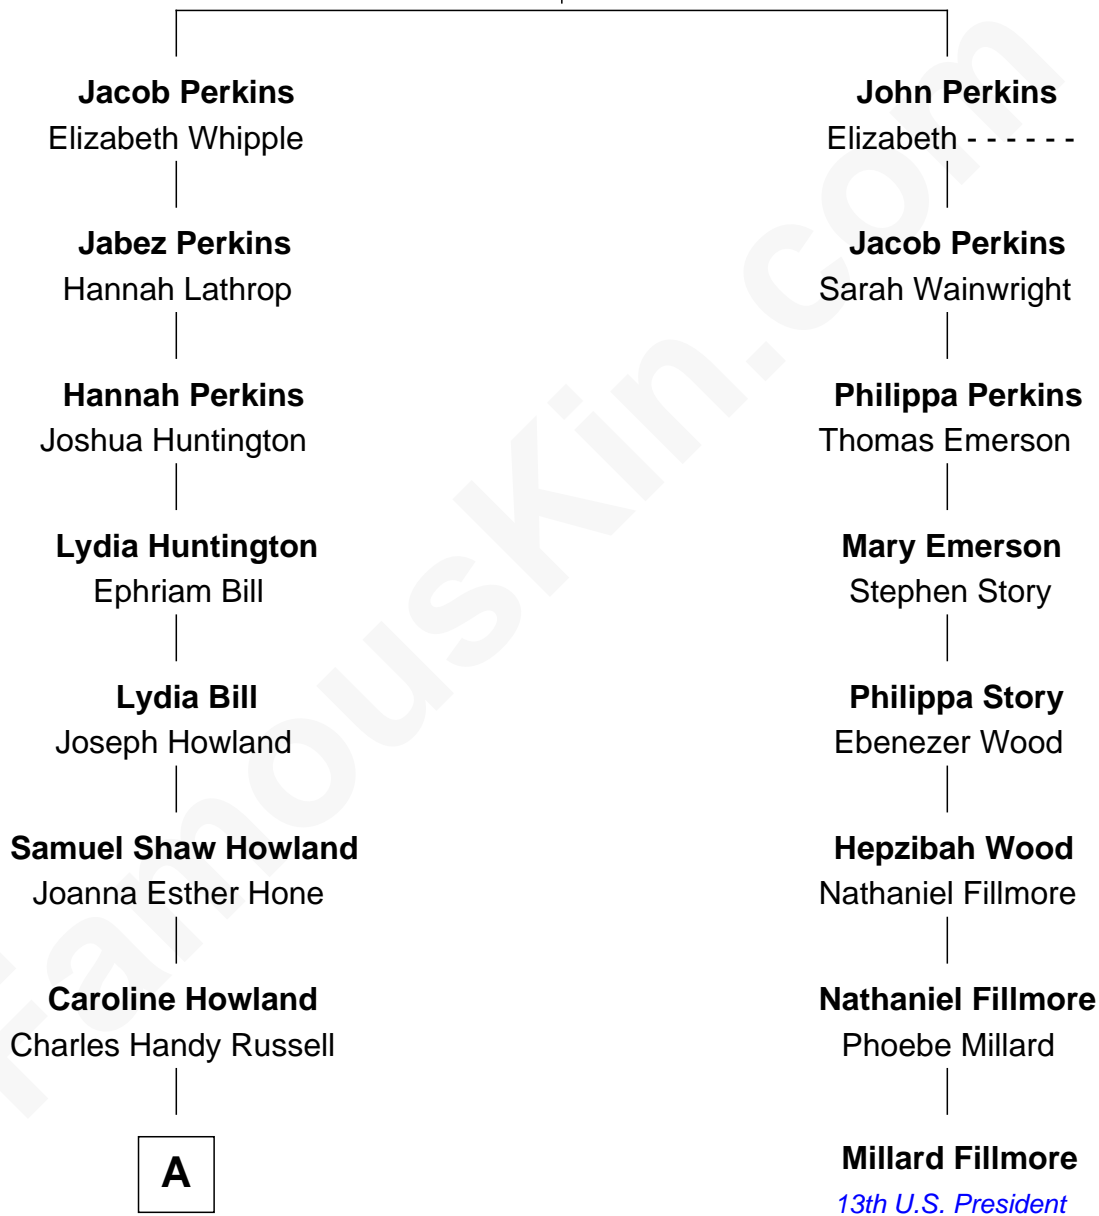 Jacob Perkins
Elizabeth Whipple
John Perkins
Elizabeth - - - - - -
Jabez Perkins
Hannah Lathrop
Jacob Perkins
Sarah Wainwright
Hannah Perkins
Joshua Huntington
Philippa Perkins
Thomas Emerson
Lydia Huntington
Ephriam Bill
Mary Emerson
Stephen Story
Lydia Bill
Joseph Howland
Philippa Story
Ebenezer Wood
Samuel Shaw Howland
Joanna Esther Hone
Hepzibah Wood
Nathaniel Fillmore
Caroline Howland
Charles Handy Russell
Nathaniel Fillmore
Phoebe Millard
A
Millard Fillmore
13th U.S. President
FamousKin.com